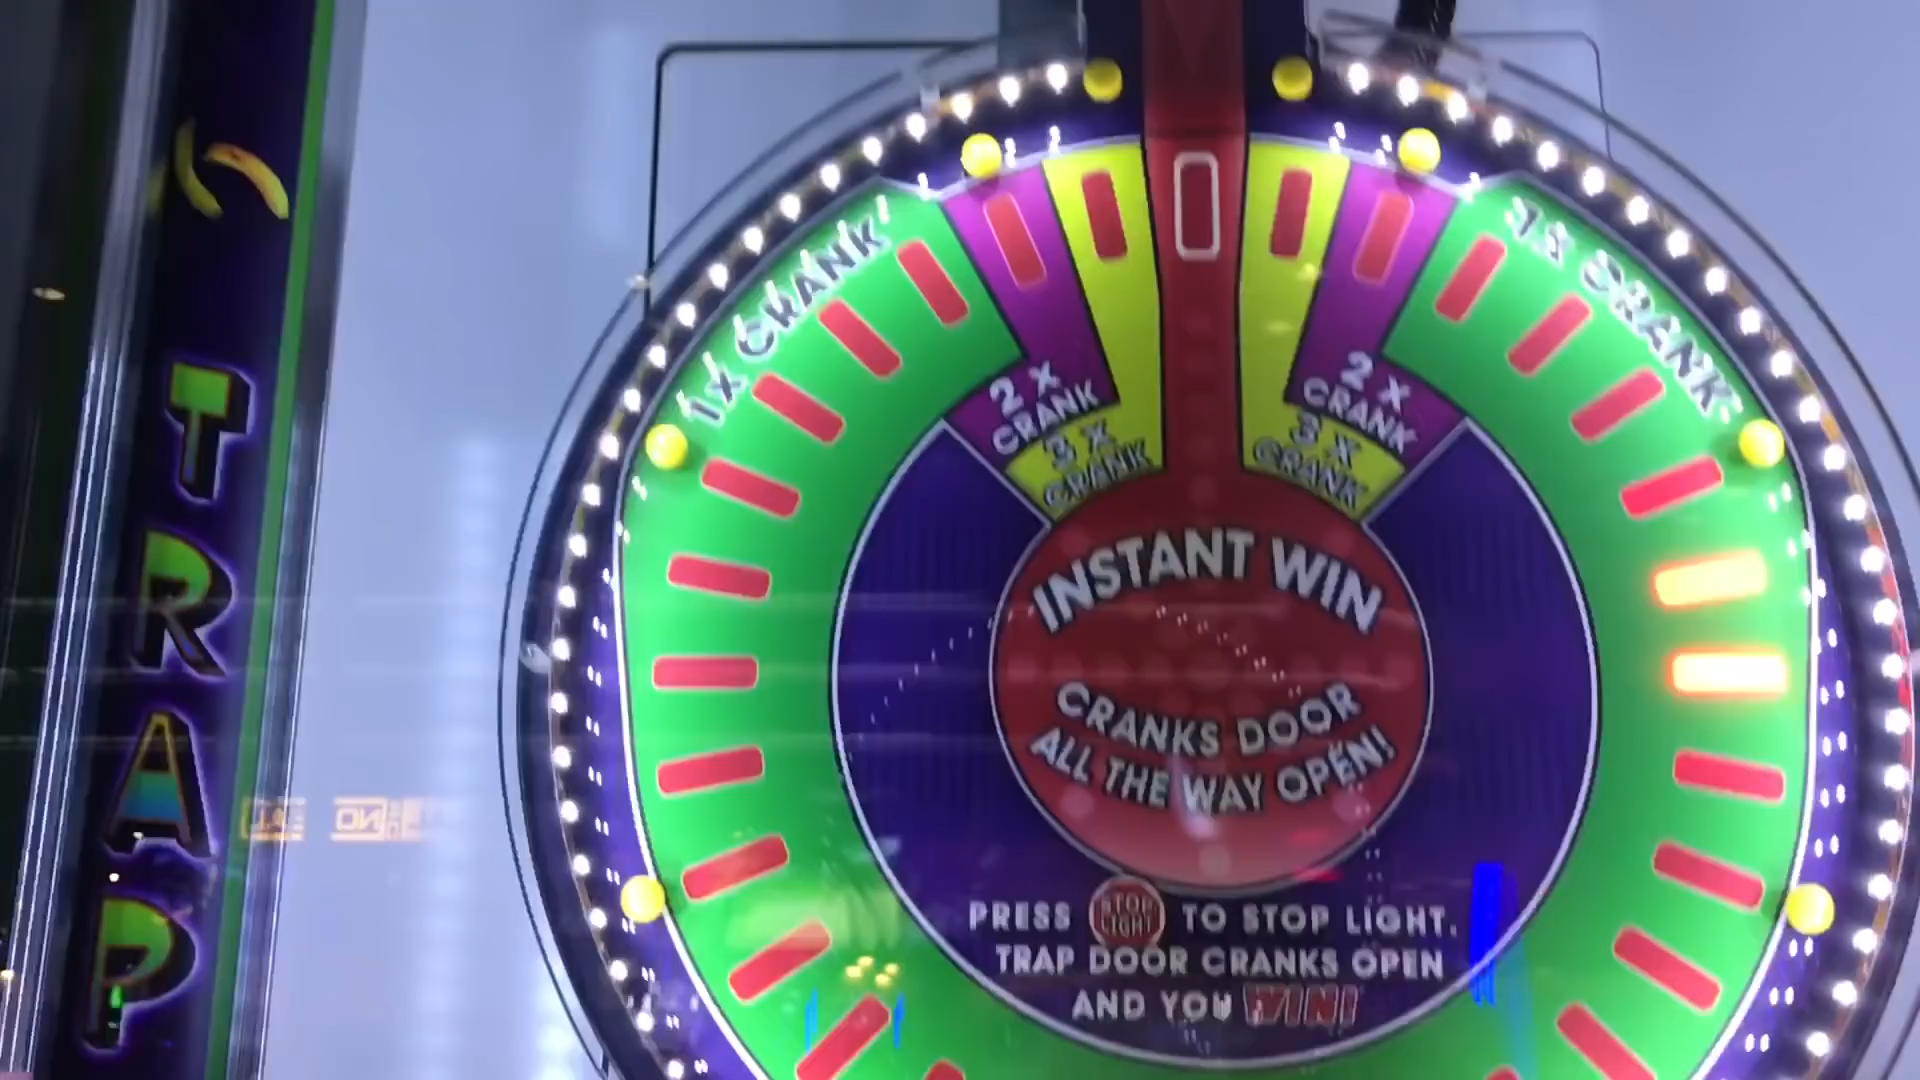 TRAP
1X CRANK
1X CRANK
2 X
CRANK
3 X
CRANK
2 X
CRANK
3 X
CRANK
INSTANT WIN
CRANKS DOOR
ALL THE WAY OPEN!
PRESS STOP LIGHT TO STOP LIGHT.
TRAP DOOR CRANKS OPEN
AND YOU WIN!